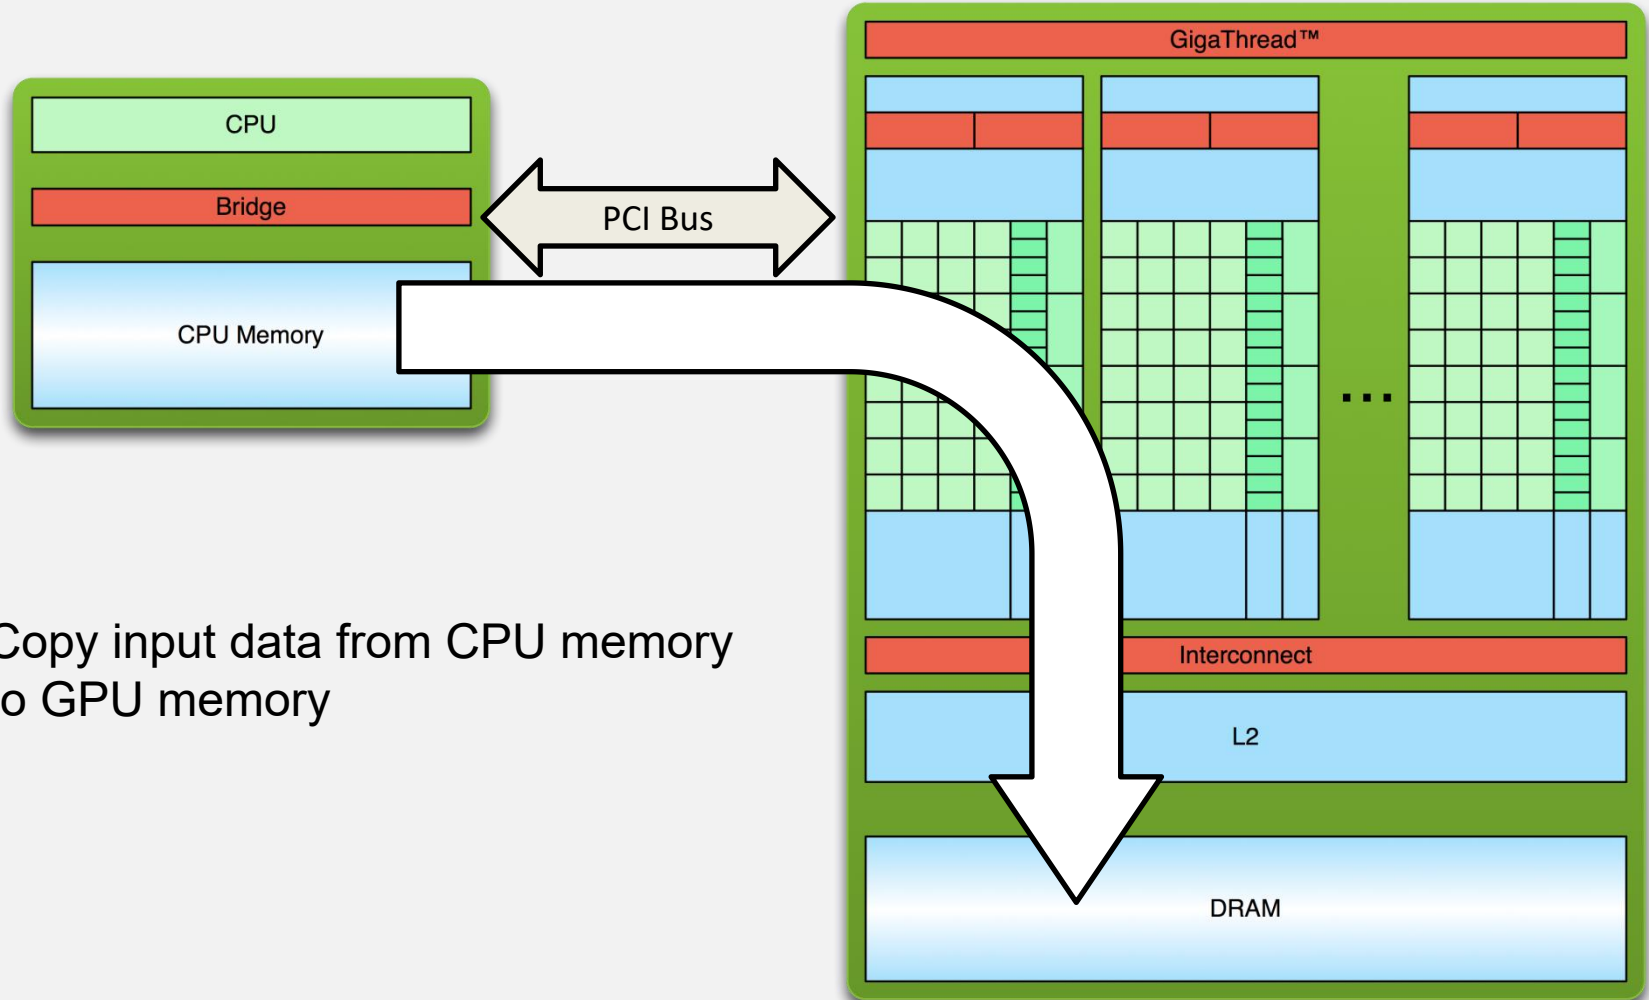 GigaThread™
CPU
Bridge
PCI Bus
CPU Memory
...
Copy input data from CPU memory
o GPU memory
Interconnect
L2
DRAM